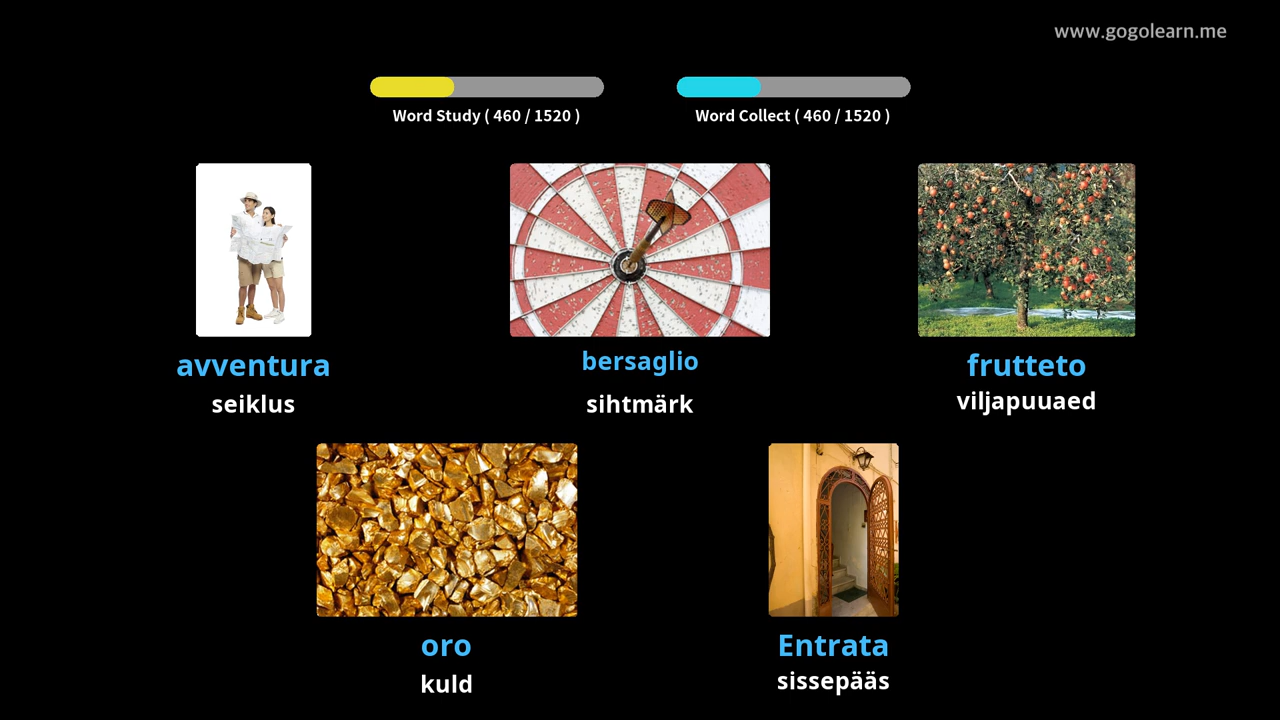 www.gogolearn.me
Word Study ( 460 / 1520 )
Word Collect ( 460 / 1520 )
avventura
seiklus
bersaglio
sihtmärk
frutteto
viljapuuaed
oro
kuld
Entrata
sissepääs